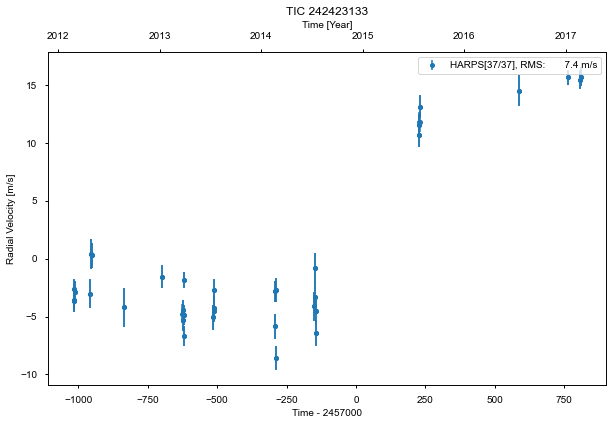 TIC 242423133
Time [Year]
2012 2013 2014 2015 2016 2017
HARPS[37/37], RMS: 7.4 m/s
Radial Velocity [m/s]
15
10
5
0
−5
−10
−1000 −750 −500 −250 0 250 500 750
Time - 2457000